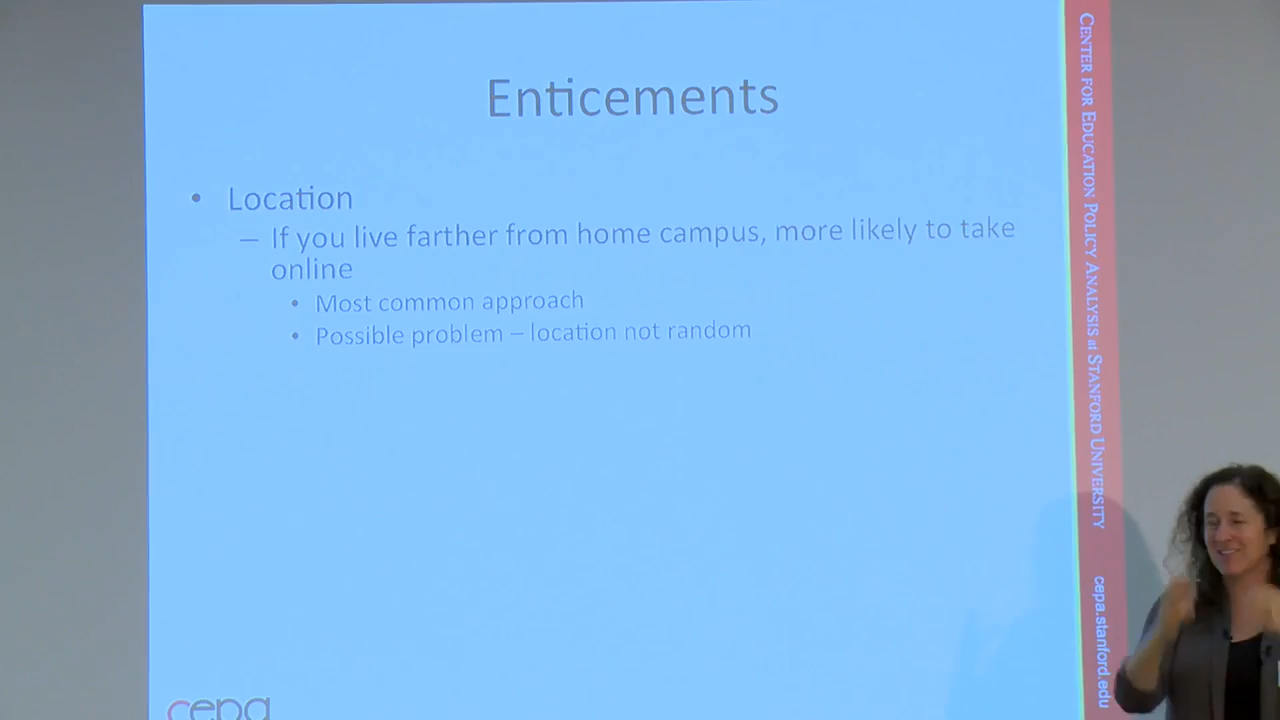 Enticements
• Location
– If you live farther from home campus, more likely to take
online
• Most common approach
• Possible problem – location not random
CENTER FOR EDUCATION POLICY ANALYSIS at STANFORD UNIVERSITY
cepa.stanford.edu
cepa